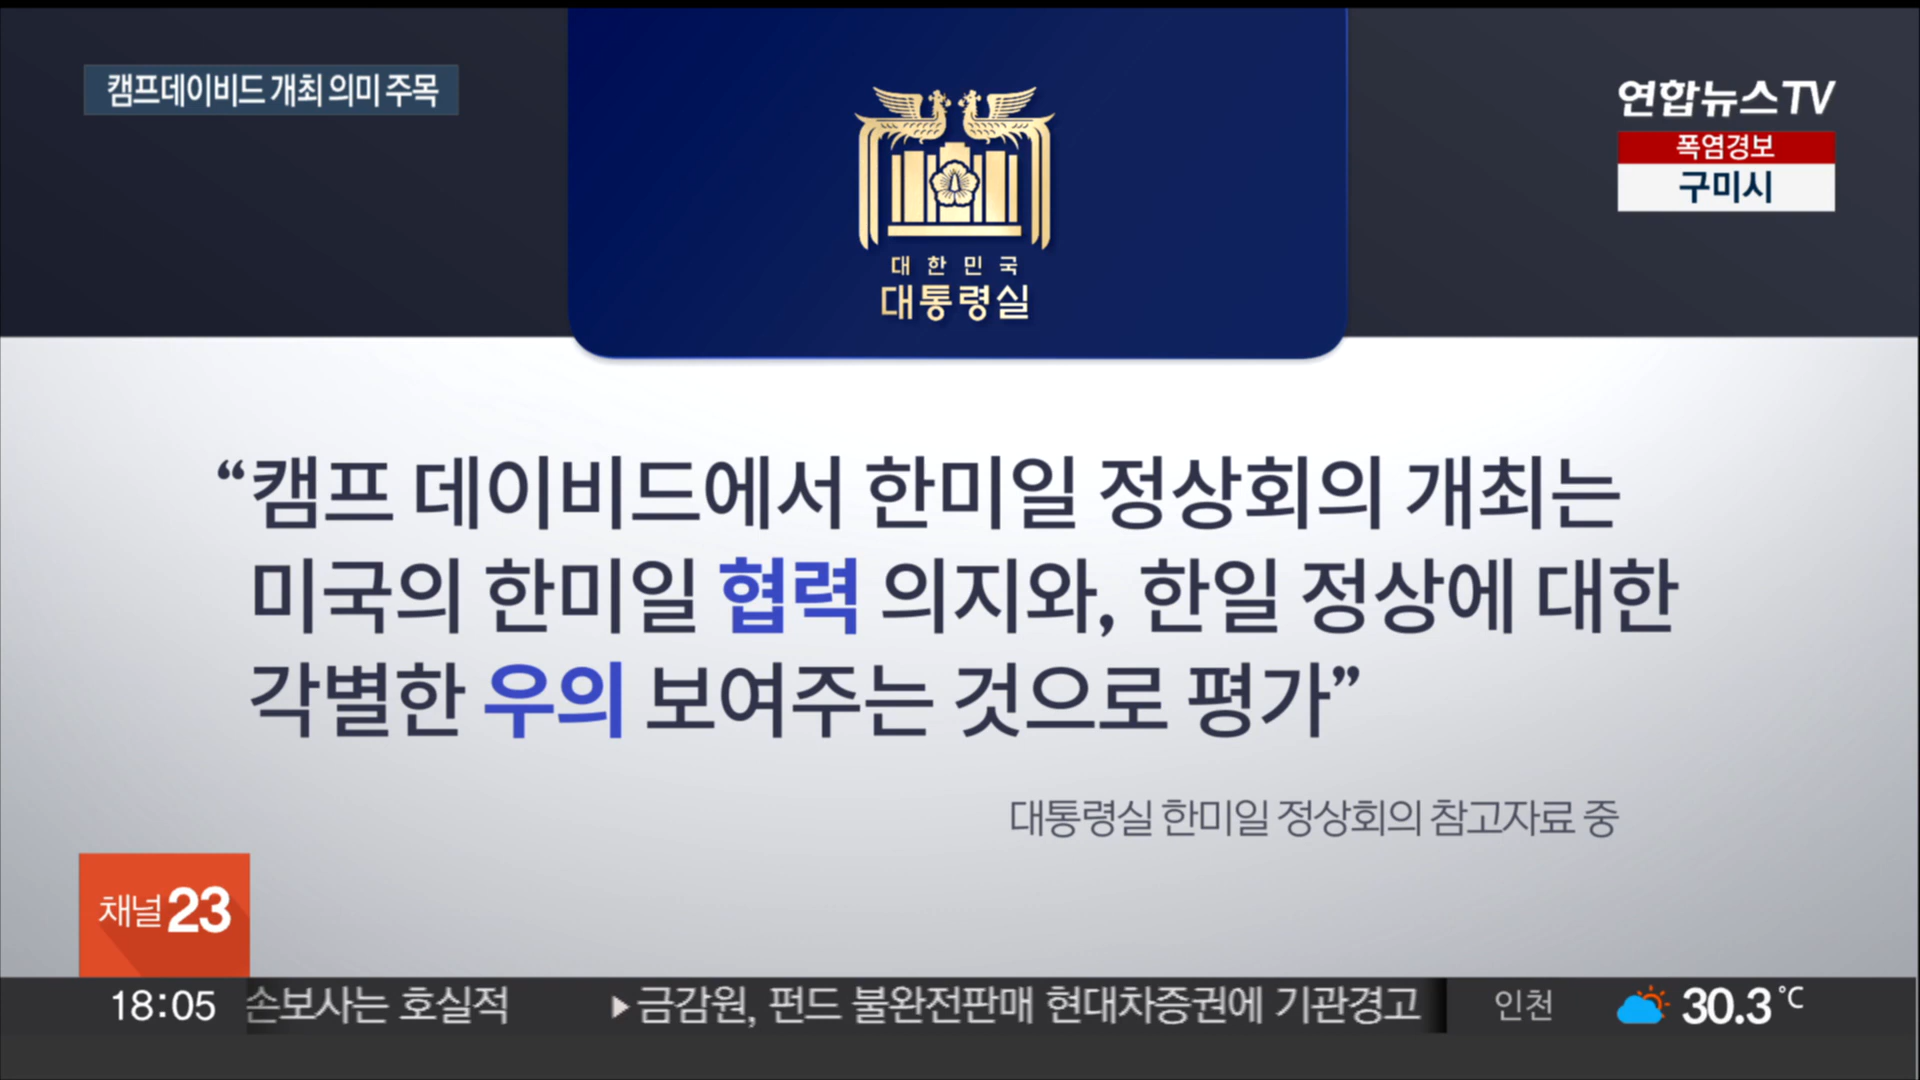 캠프데이비드 개최 의미 주목
연합뉴스TV
폭염경보
구미시
대한민국
대통령실
“캠프 데이비드에서 한미일 정상회의 개최는
미국의 한미일 협력 의지와, 한일 정상에 대한
각별한 우의 보여주는 것으로 평가”
대통령실 한미일 정상회의 참고자료 중
채널23
18:05 손보사는 호실적 ▶금감원, 펀드 불완전판매 현대차증권에 기관경고 인천 30.3℃